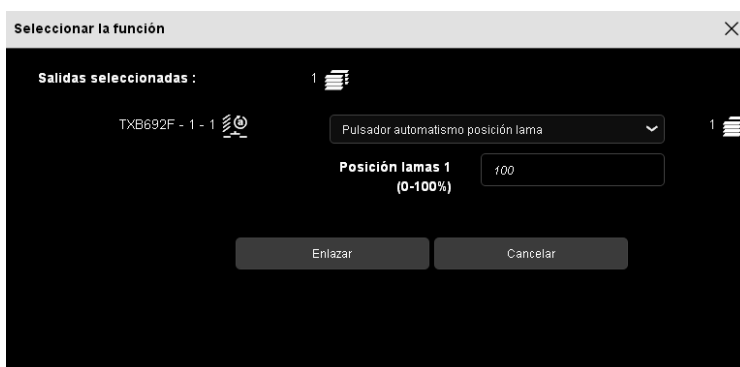 Seleccionar la función
Salidas seleccionadas : 1
TXB692F - 1 - 1 Pulsador automatismo posición lama 1
Posición lamas 1 100
(0-100%)
Enlazar Cancelar